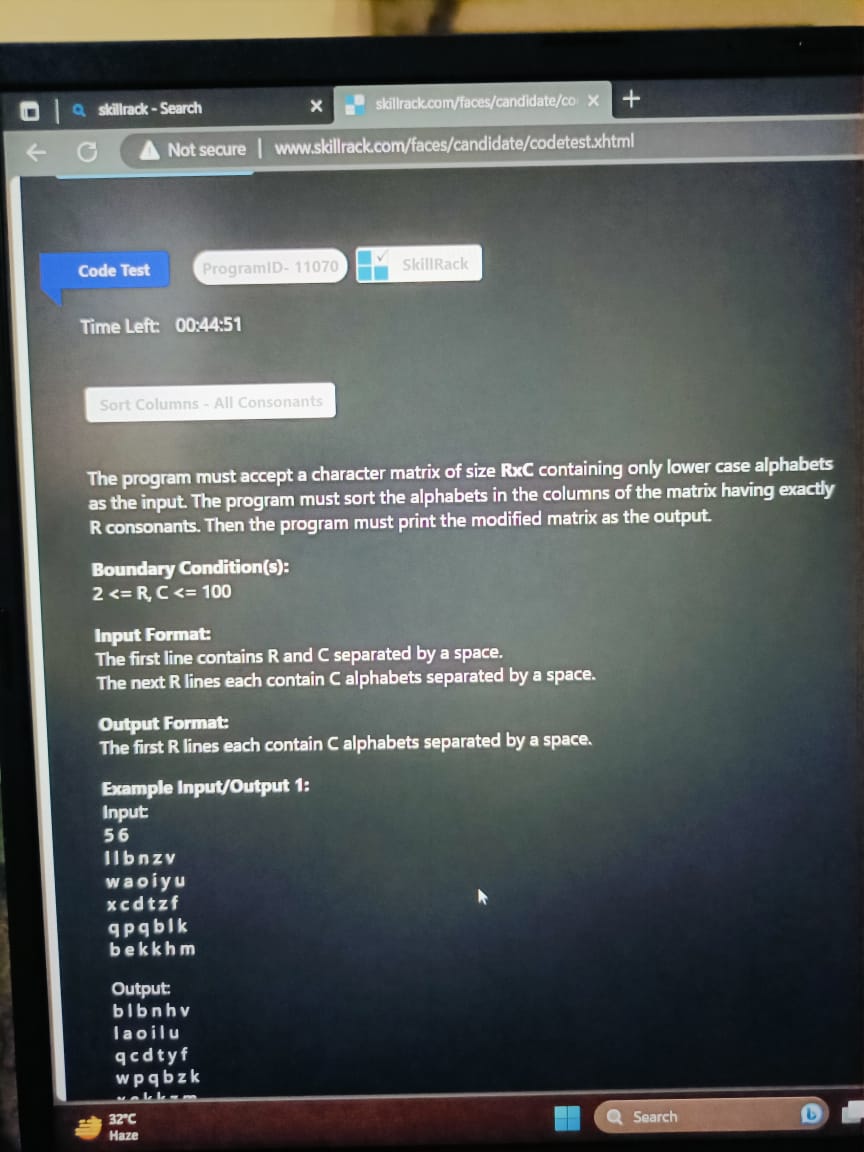 skillrack - Search
skillrack.com/faces/candidate/co
Not secure | www.skillrack.com/faces/candidate/codetest.xhtml
Code Test
ProgramID- 11070
SkillRack
Time Left: 00:44:51
Sort Columns - All Consonants
The program must accept a character matrix of size RxC containing only lower case alphabets
as the input. The program must sort the alphabets in the columns of the matrix having exactly
R consonants. Then the program must print the modified matrix as the output.
Boundary Condition(s):
2 <= R, C <= 100
Input Format:
The first line contains R and C separated by a space.
The next R lines each contain C alphabets separated by a space.
Output Format:
The first R lines each contain C alphabets separated by a space.
Example Input/Output 1:
Input:
5 6
l l b n z v
w a o i y u
x c d t z f
q p q b l k
b e k k h m
Output:
b l b n h v
l a o i l u
q c d t y f
w p q b z k
x e k k z m
32°C
Haze
Search